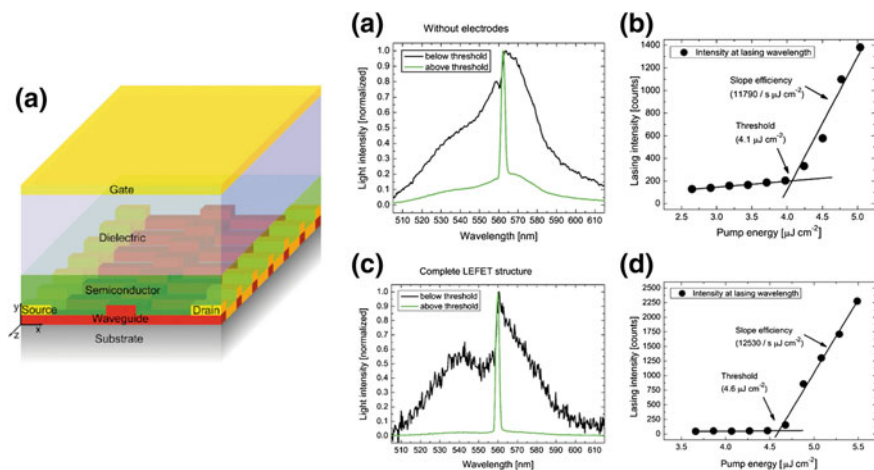 (a)
Gate
Dielectric
Semiconductor
Source
Drain
Waveguide
Substrate
y
x
z
(a)
Without electrodes
below threshold
above threshold
Light intensity [normalized]
1.0
0.9
0.8
0.7
0.6
0.5
0.4
0.3
0.2
0.1
0.0
510 520 530 540 550 560 570 580 590 600 610
Wavelength [nm]
(b)
Intensity at lasing wavelength
Slope efficiency
(11790 / s μJ cm⁻²)
Threshold
(4.1 μJ cm⁻²)
Lasing intensity [counts]
1400
1200
1000
800
600
400
200
0
2.5 3.0 3.5 4.0 4.5 5.0
Pump energy [μJ cm⁻²]
(c)
Complete LEFET structure
below threshold
above threshold
Light intensity [normalized]
1.0
0.9
0.8
0.7
0.6
0.5
0.4
0.3
0.2
0.1
0.0
510 520 530 540 550 560 570 580 590 600 610
Wavelength [nm]
(d)
Intensity at lasing wavelength
Slope efficiency
(12530 / s μJ cm⁻²)
Threshold
(4.6 μJ cm⁻²)
Lasing intensity [counts]
2250
2000
1750
1500
1250
1000
750
500
250
0
3.5 4.0 4.5 5.0 5.5
Pump energy [μJ cm⁻²]